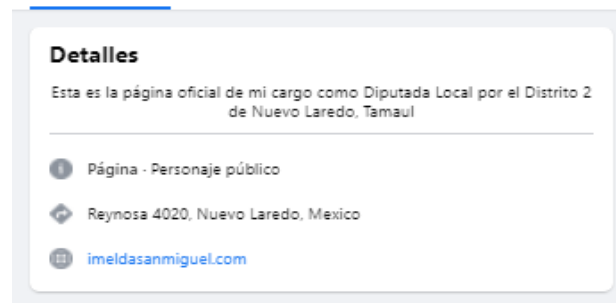 Detalles
Esta es la página oficial de mi cargo como Diputada Local por el Distrito 2
de Nuevo Laredo, Tamaul
Página · Personaje público
Reynosa 4020, Nuevo Laredo, Mexico
imeldasanmiguel.com